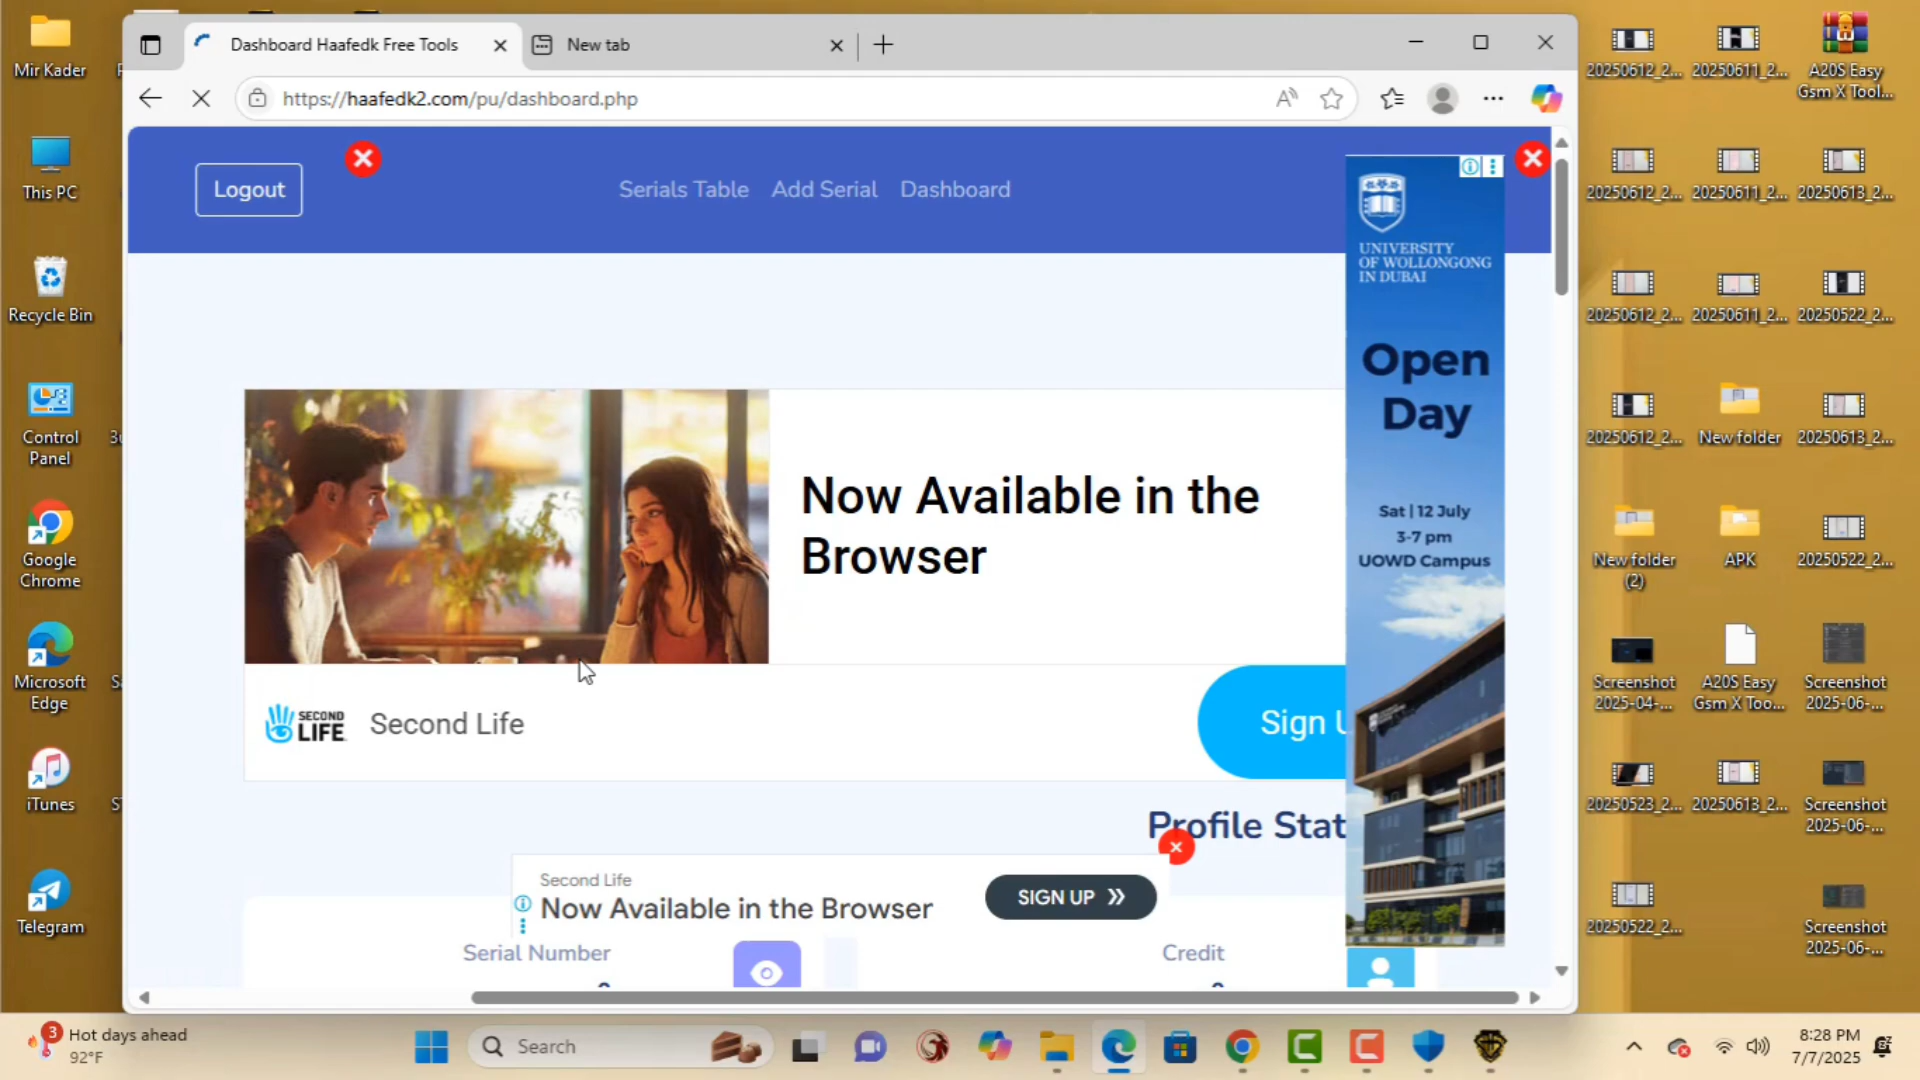 Dashboard Haafedk Free Tools
New tab
https://haafedk2.com/pu/dashboard.php
Logout
Serials Table
Add Serial
Dashboard
UNIVERSITY
OF WOLLONGONG
IN DUBAI
Open
Day
Sat | 12 July
3-7 pm
UOWD Campus
Now Available in the
Browser
SECOND
LIFE
Second Life
Sign U
Profile Stat
Second Life
Now Available in the Browser
SIGN UP
Serial Number
Credit
Mir Kader
This PC
Recycle Bin
Control
Panel
Google
Chrome
Microsoft
Edge
iTunes
Telegram
20250612_2...
20250611_2...
A20S Easy
Gsm X Tool...
20250612_2...
20250611_2...
20250613_2...
20250612_2...
20250611_2...
20250522_2...
20250612_2...
New folder
20250613_2...
New folder
(2)
APK
20250522_2...
Screenshot
2025-04-...
A20S Easy
Gsm X Too...
Screenshot
2025-06-...
20250523_2...
20250613_2...
Screenshot
2025-06-...
20250522_2...
Screenshot
2025-06-...
3
Hot days ahead
92°F
Search
8:28 PM
7/7/2025